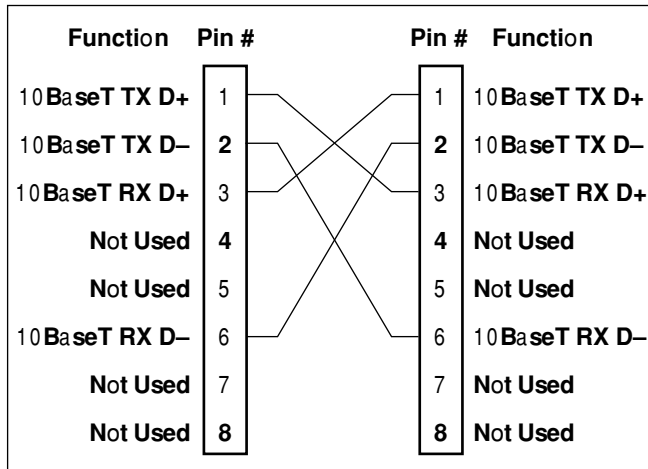 Function Pin # Pin # Function
10BaseT TX D+ 1 1 10BaseT TX D+
10BaseT TX D– 2 2 10BaseT TX D–
10BaseT RX D+ 3 3 10BaseT RX D+
Not Used 4 4 Not Used
Not Used 5 5 Not Used
10BaseT RX D– 6 6 10BaseT RX D–
Not Used 7 7 Not Used
Not Used 8 8 Not Used